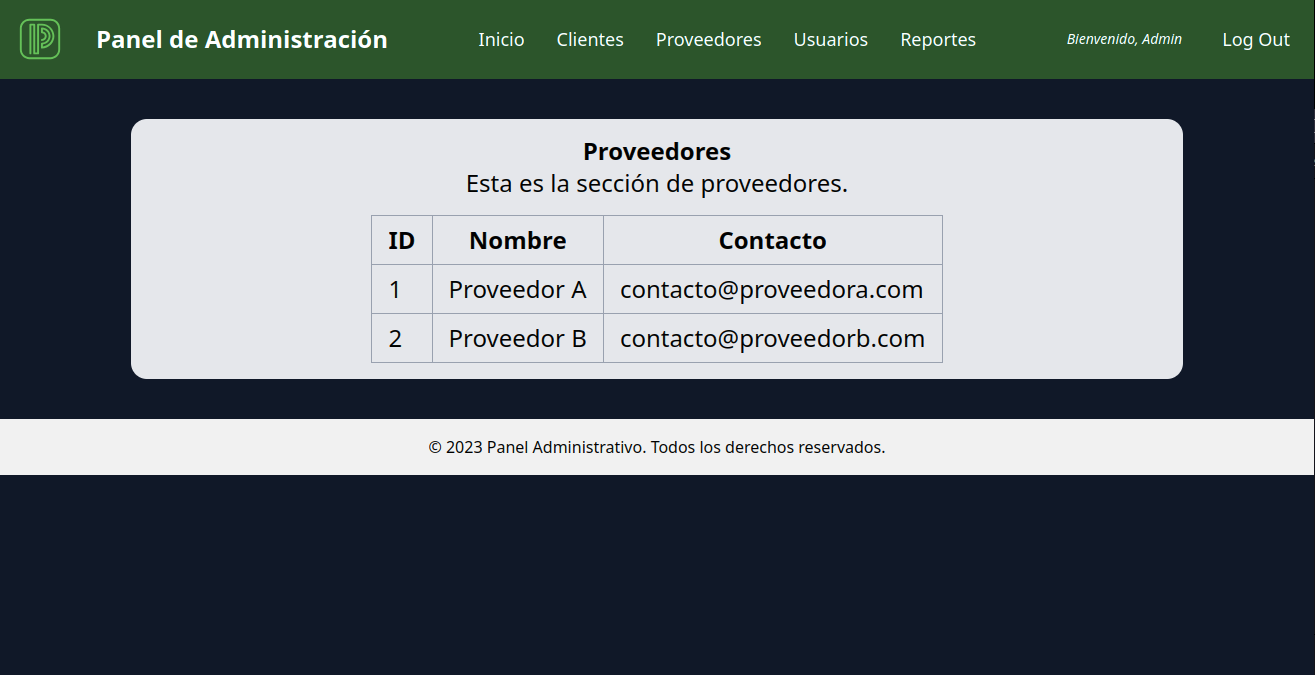 Panel de Administración Inicio Clientes Proveedores Usuarios Reportes Bienvenido, Admin Log Out
Proveedores
Esta es la sección de proveedores.
ID Nombre Contacto
1 Proveedor A contacto@proveedora.com
2 Proveedor B contacto@proveedorb.com
© 2023 Panel Administrativo. Todos los derechos reservados.